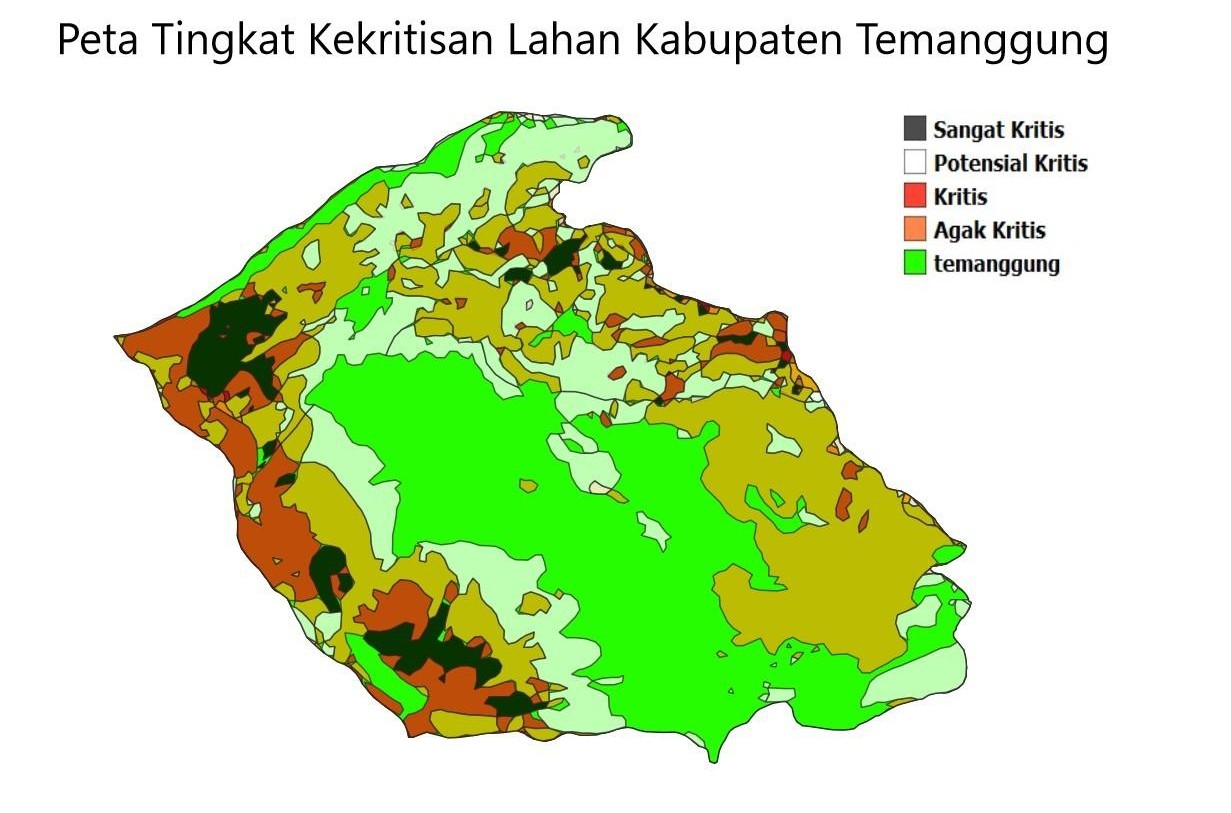 Peta Tingkat Kekritisan Lahan Kabupaten Temanggung
Sangat Kritis
Potensial Kritis
Kritis
Agak Kritis
temanggung